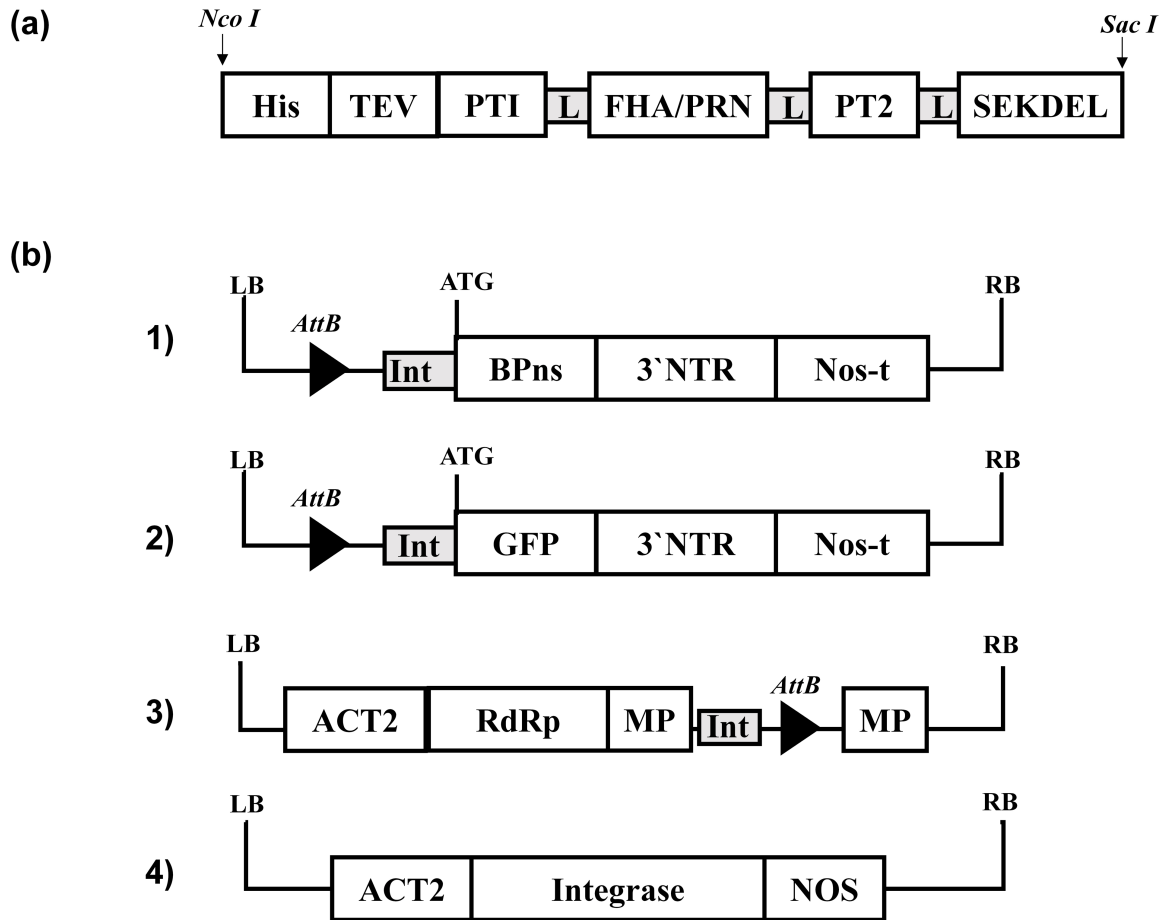 (a)
Nco I
Sac I
His TEV PTI L FHA/PRN L PT2 L SEKDEL
(b)
LB ATG RB
AttB
1)
Int BPns 3`NTR Nos-t
LB ATG RB
AttB
2)
Int GFP 3`NTR Nos-t
LB RB
AttB
3)
ACT2 RdRp MP Int MP
LB RB
4)
ACT2 Integrase NOS